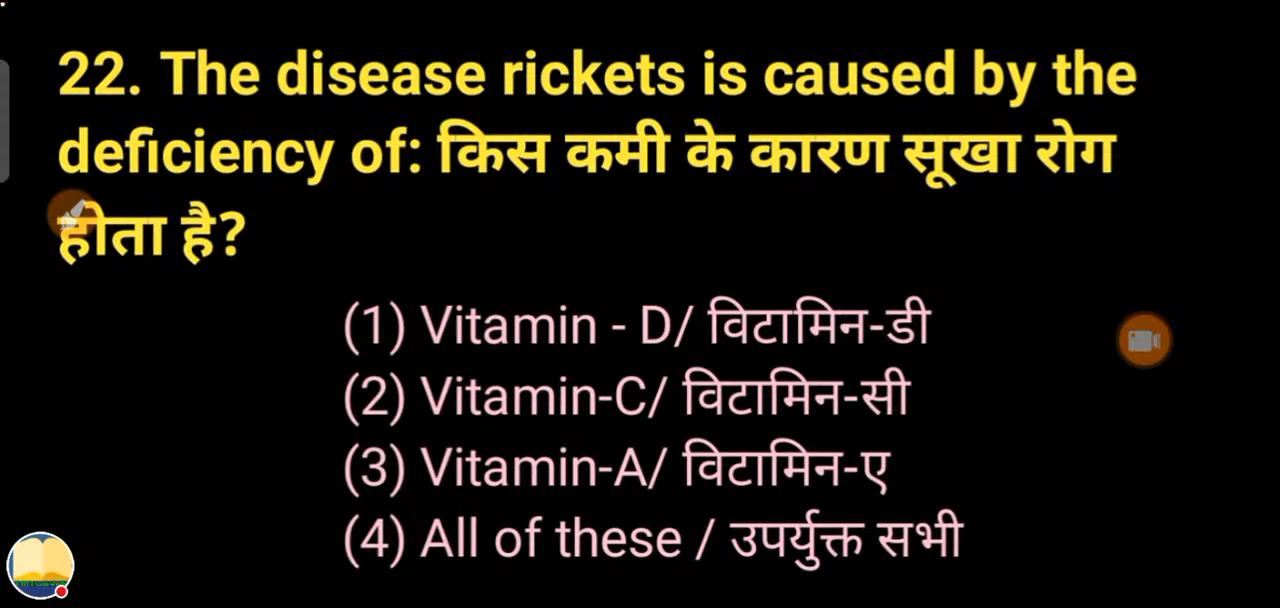 22. The disease rickets is caused by the
deficiency of: किस कमी के कारण सूखा रोग
होता है?
(1) Vitamin - D/ विटामिन-डी
(2) Vitamin-C/ विटामिन-सी
(3) Vitamin-A/ विटामिन-ए
(4) All of these / उपर्युक्त सभी